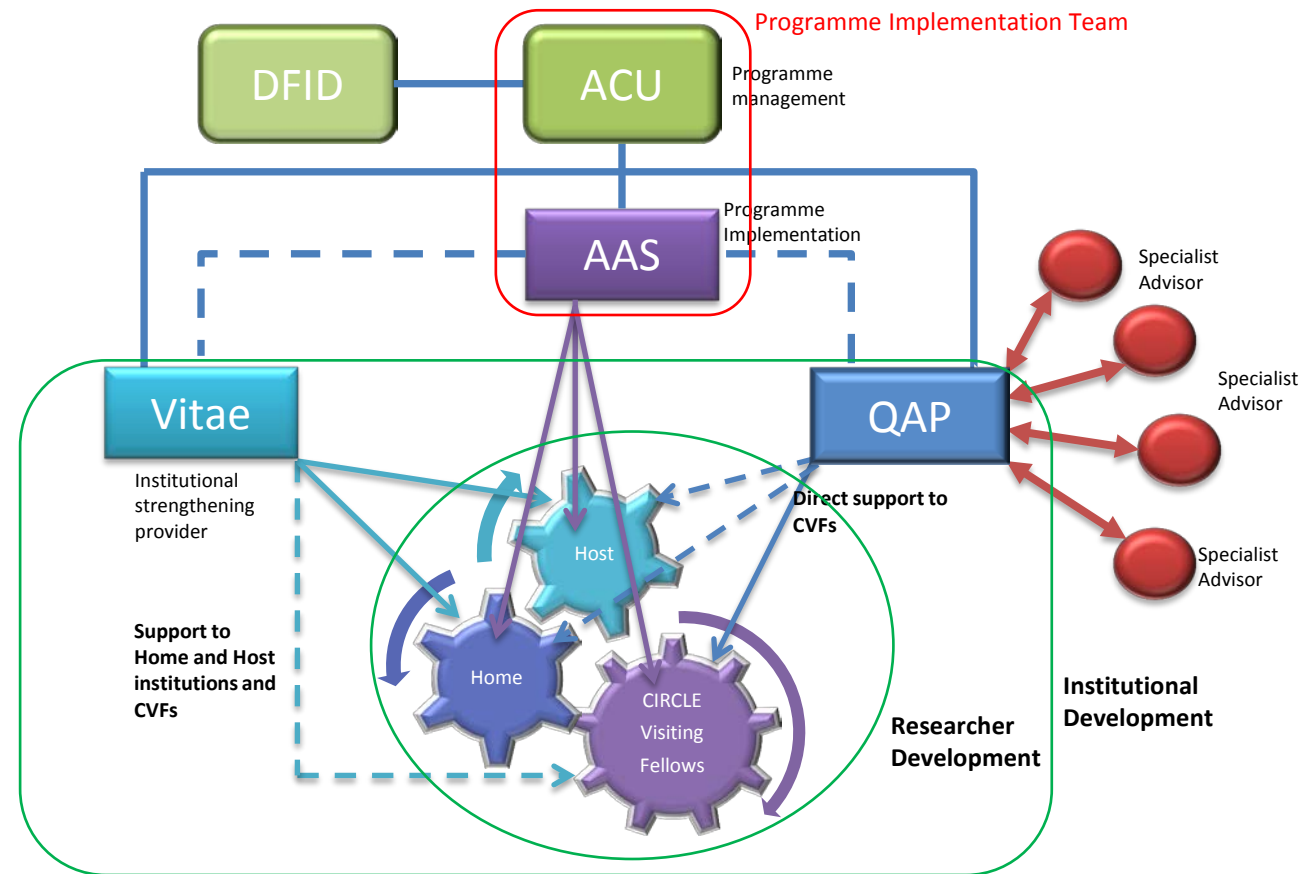 Programme Implementation Team
DFID
ACU
Programme
management
AAS
Programme
Implementation
Specialist
Advisor
Specialist
Advisor
Vitae
QAP
Institutional
strengthening
provider
Direct support to
CVFs
Host
Specialist
Advisor
Support to
Home and Host
institutions and
CVFs
Home
CIRCLE
Visiting
Fellows
Researcher
Development
Institutional
Development